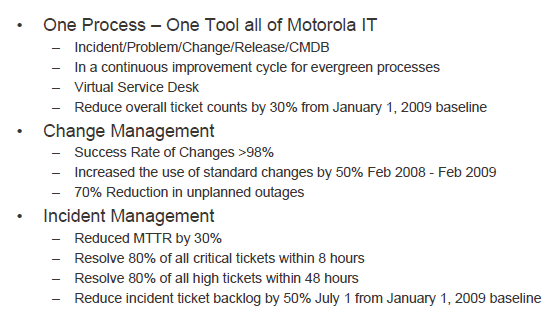 • One Process – One Tool all of Motorola IT
– Incident/Problem/Change/Release/CMDB
– In a continuous improvement cycle for evergreen processes
– Virtual Service Desk
– Reduce overall ticket counts by 30% from January 1, 2009 baseline
• Change Management
– Success Rate of Changes >98%
– Increased the use of standard changes by 50% Feb 2008 - Feb 2009
– 70% Reduction in unplanned outages
• Incident Management
– Reduced MTTR by 30%
– Resolve 80% of all critical tickets within 8 hours
– Resolve 80% of all high tickets within 48 hours
– Reduce incident ticket backlog by 50% July 1 from January 1, 2009 baseline